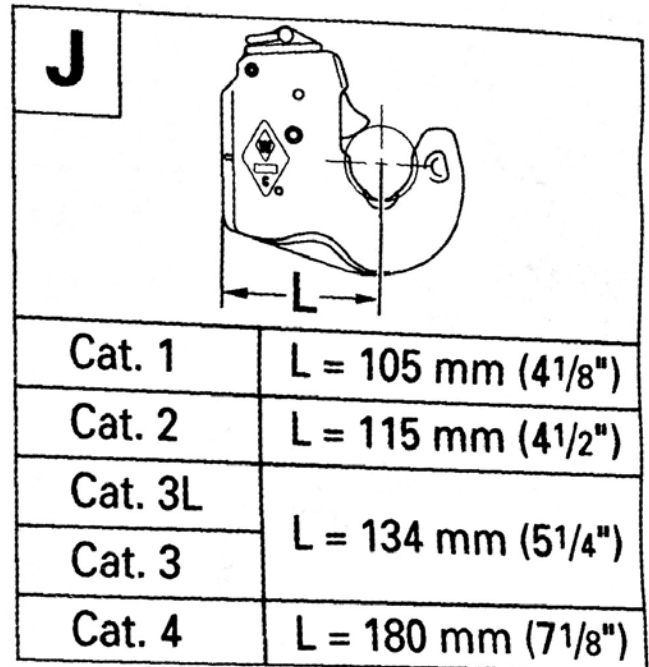 J
6
L
Cat. 1 L = 105 mm (4 1/8")
Cat. 2 L = 115 mm (4 1/2")
Cat. 3L
L = 134 mm (5 1/4")
Cat. 3
Cat. 4 L = 180 mm (7 1/8")